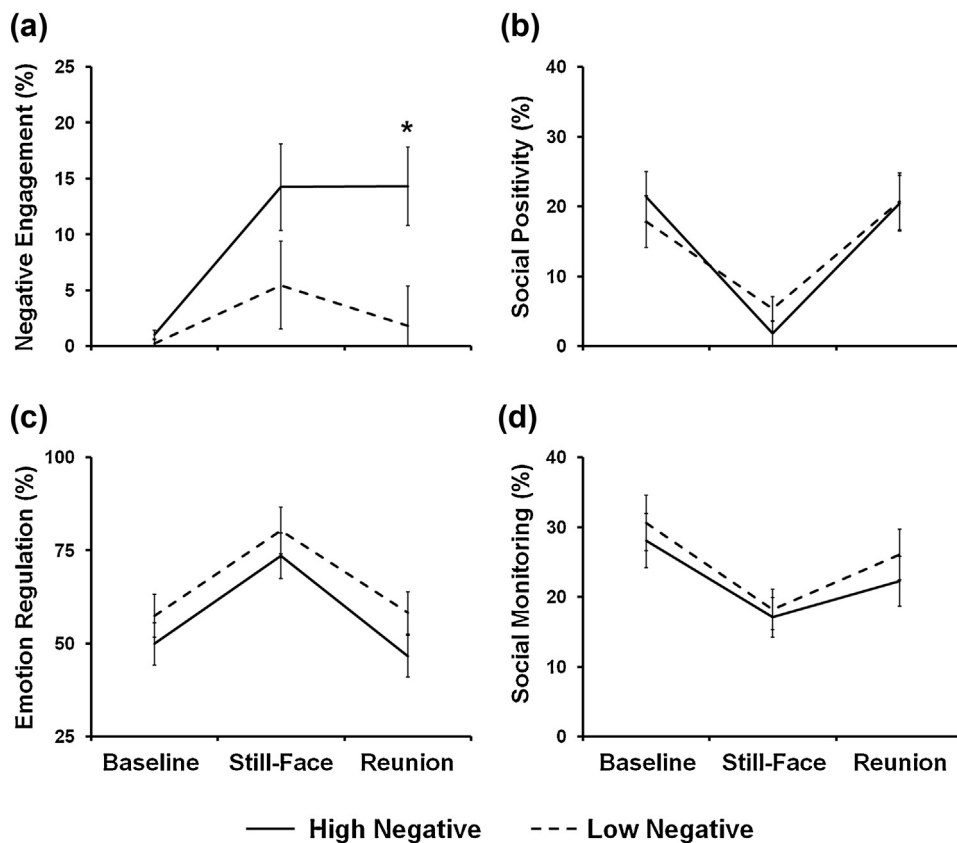 (a)
25
20
15
10
5
0
Negative Engagement (%)
*
(b)
40
30
20
10
0
Social Positivity (%)
(c)
100
75
50
25
Emotion Regulation (%)
Baseline Still-Face Reunion
(d)
40
30
20
10
0
Social Monitoring (%)
Baseline Still-Face Reunion
High Negative Low Negative